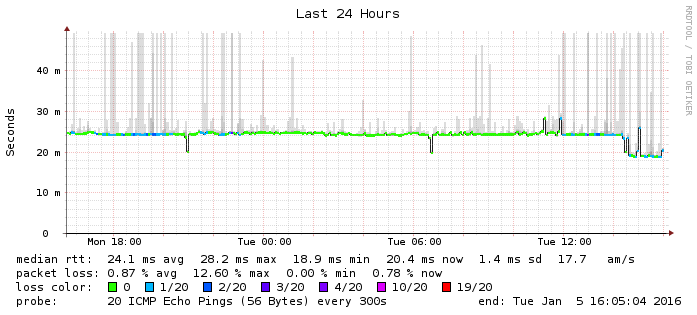 Last 24 Hours
RRDTOOL / TOBI OETIKER
Seconds
40 m
30 m
20 m
10 m
0
Mon 18:00 Tue 00:00 Tue 06:00 Tue 12:00
median rtt: 24.1 ms avg 28.2 ms max 18.9 ms min 20.4 ms now 1.4 ms sd 17.7 am/s
packet loss: 0.87 % avg 12.60 % max 0.00 % min 0.78 % now
loss color: 0 1/20 2/20 3/20 4/20 10/20 19/20
probe: 20 ICMP Echo Pings (56 Bytes) every 300s end: Tue Jan 5 16:05:04 2016